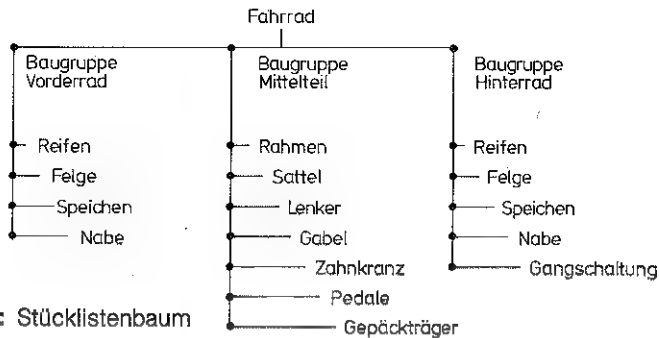 Fahrrad
Baugruppe
Vorderrad
Reifen
Felge
Speichen
Nabe
Baugruppe
Mittelteil
Rahmen
Sattel
Lenker
Gabel
Zahnkranz
Pedale
Gepäckträger
Baugruppe
Hinterrad
Reifen
Felge
Speichen
Nabe
Gangschaltung
: Stücklistenbaum